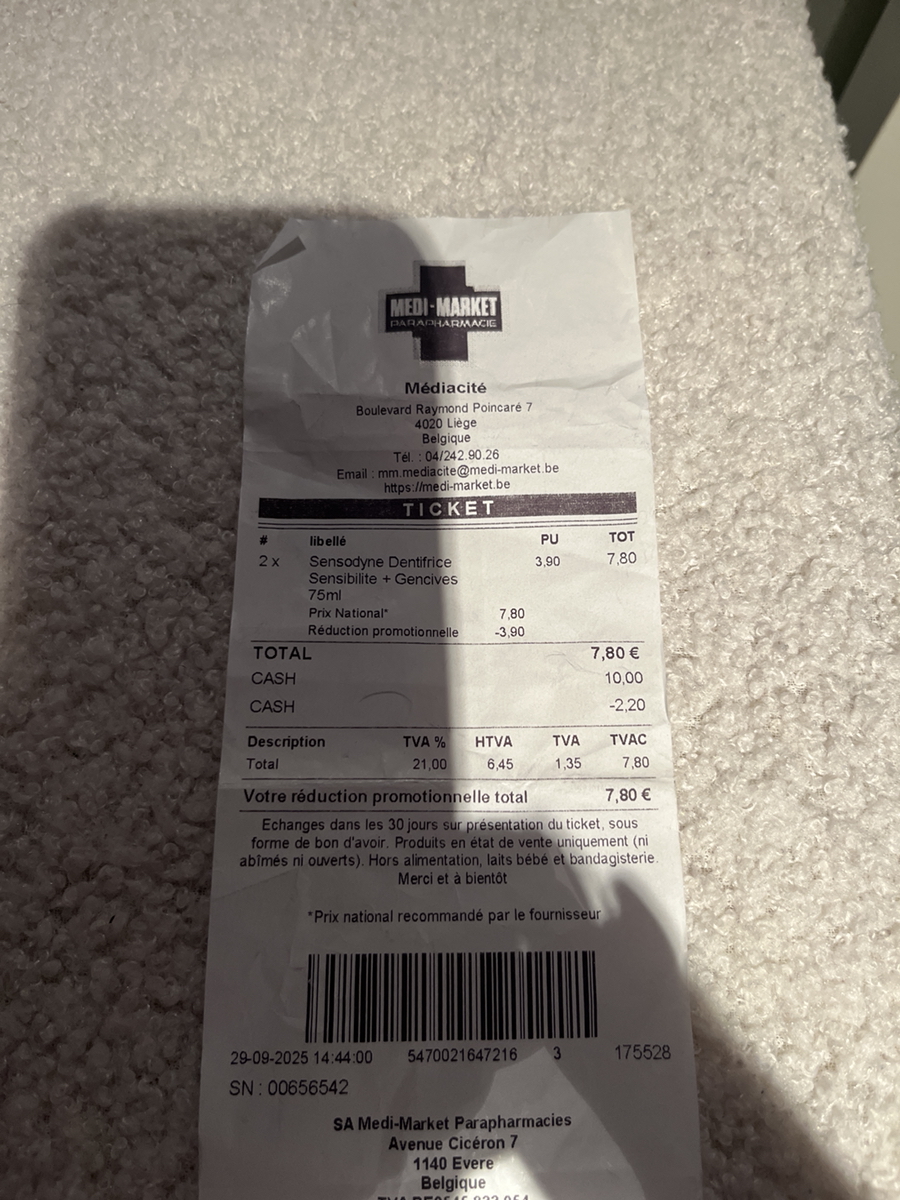 MEDI-MARKET
PARAPHARMACIE
Médiacité
Boulevard Raymond Poincaré 7
4020 Liège
Belgique
Tél. : 04/242.90.26
Email : mm.mediacite@medi-market.be
https://medi-market.be
TICKET
# libellé PU TOT
2 x Sensodyne Dentifrice 3,90 7,80
Sensibilite + Gencives
75ml
Prix National* 7,80
Réduction promotionnelle -3,90
TOTAL 7,80 €
CASH 10,00
CASH -2,20
Description TVA % HTVA TVA TVAC
Total 21,00 6,45 1,35 7,80
Votre réduction promotionnelle total 7,80 €
Echanges dans les 30 jours sur présentation du ticket, sous
forme de bon d'avoir. Produits en état de vente uniquement (ni
abîmés ni ouverts). Hors alimentation, laits bébé et bandagisterie.
Merci et à bientôt
*Prix national recommandé par le fournisseur
29-09-2025 14:44:00 5470021647216 3 175528
SN : 00656542
SA Medi-Market Parapharmacies
Avenue Cicéron 7
1140 Evere
Belgique